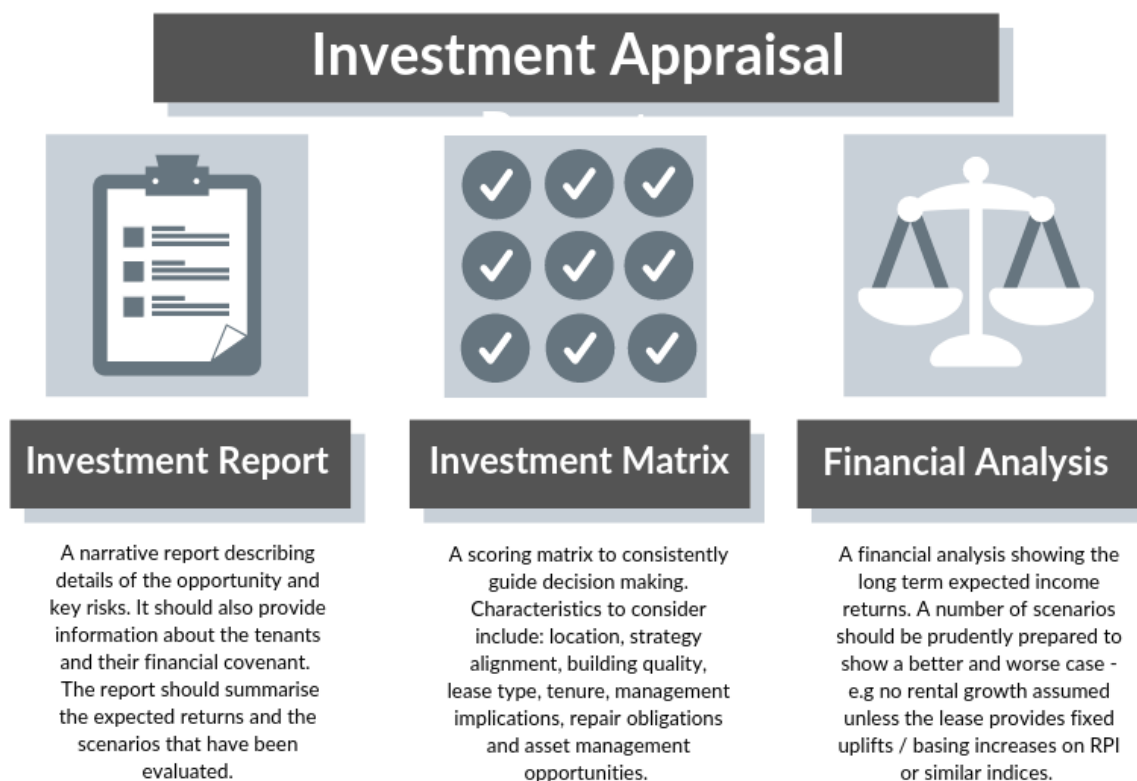 Investment Appraisal
Investment Report
A narrative report describing
details of the opportunity and
key risks. It should also provide
information about the tenants
and their financial covenant.
The report should summarise
the expected returns and the
scenarios that have been
evaluated.
Investment Matrix
A scoring matrix to consistently
guide decision making.
Characteristics to consider
include: location, strategy
alignment, building quality,
lease type, tenure, management
implications, repair obligations
and asset management
opportunities.
Financial Analysis
A financial analysis showing the
long term expected income
returns. A number of scenarios
should be prudently prepared to
show a better and worse case -
e.g no rental growth assumed
unless the lease provides fixed
uplifts / basing increases on RPI
or similar indices.